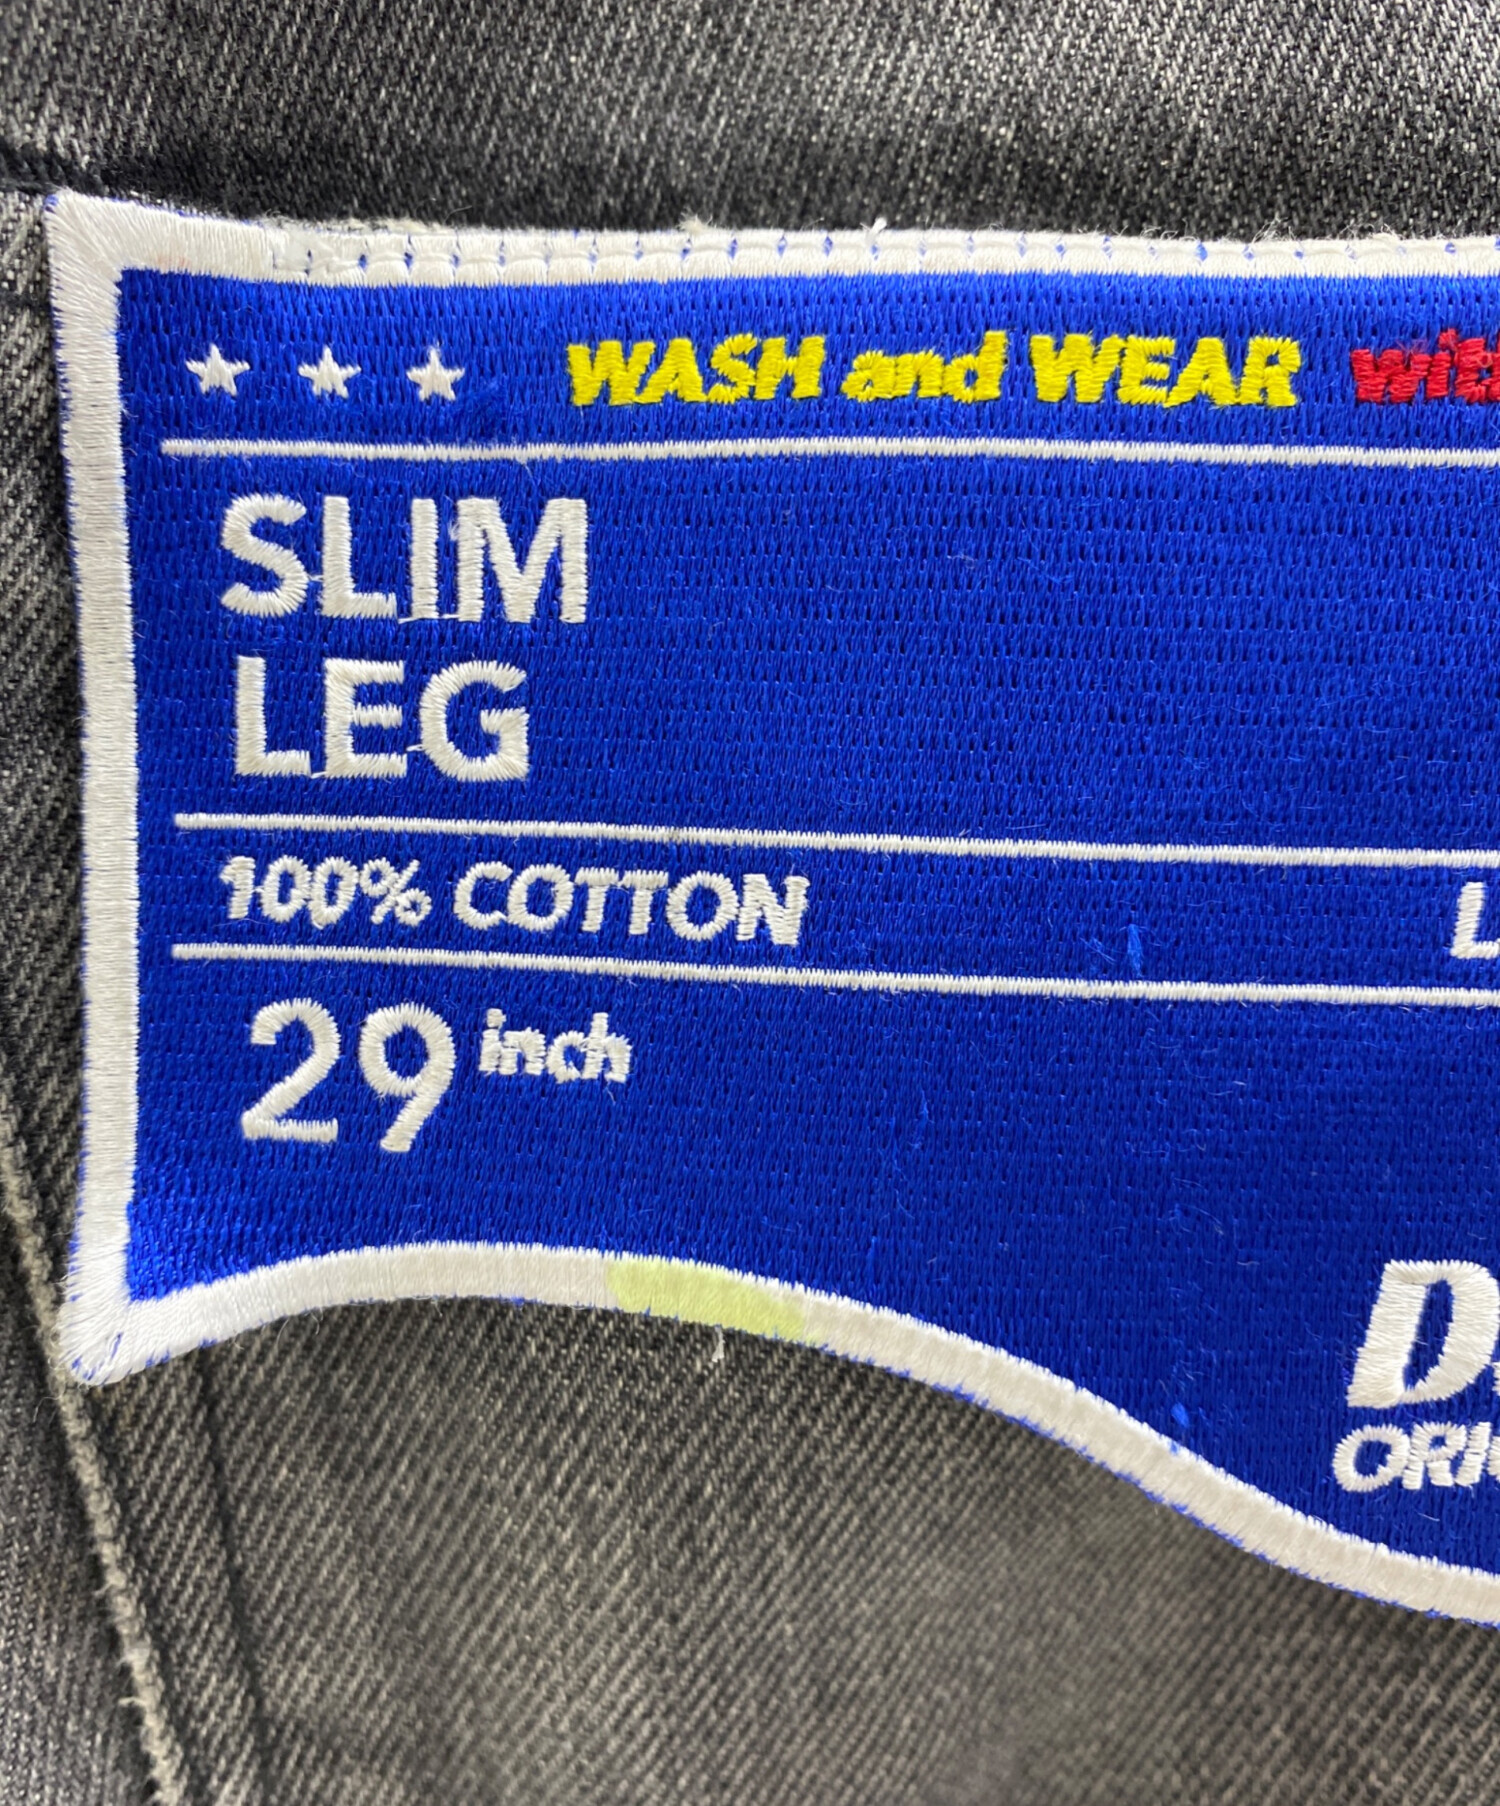 WASH and WEAR
SLIM
LEG
100% COTTON
29 inch